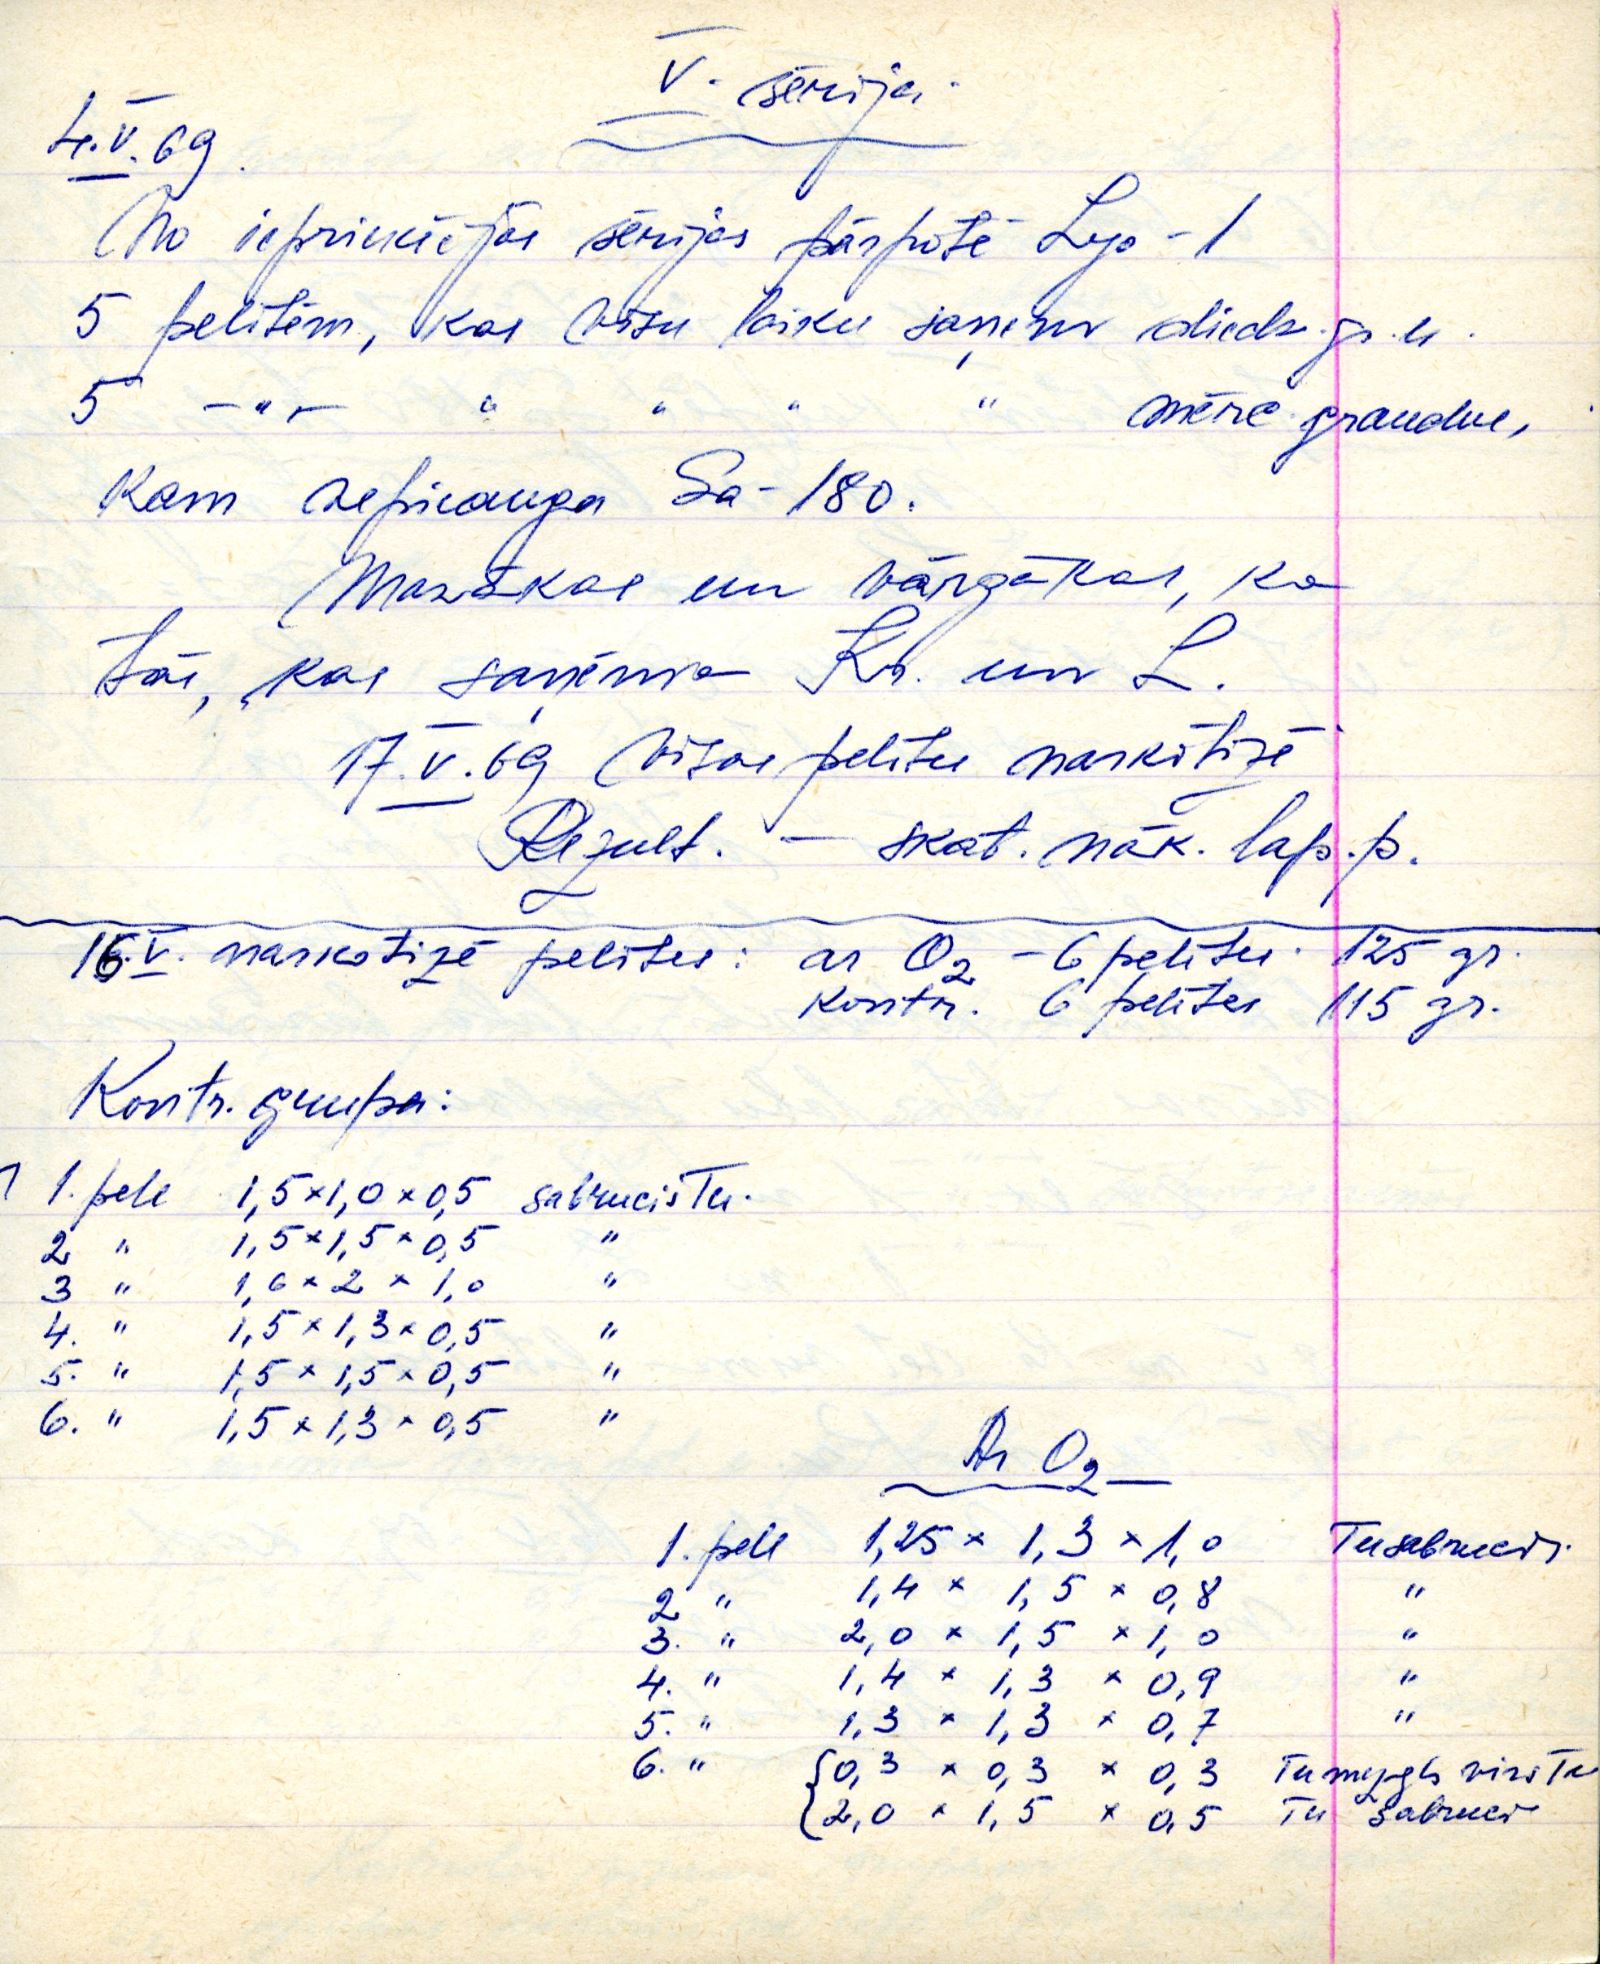 V. sērija.
4.V.69.
No iepriekšējās sērijas pārpotē Lyo-1
5 pelītēm, kas visu laiku saņem diedz. gr. u.
5 -"- " " " " mērc. graudus,
kam nepieauga Sa-180.
Mazākas un vārgākas, kā
tās, kas saņēma Kr. un L.
17.V.69 visas pelītes narkotizē
Rezult. - skat. nāk. lap.p.
16.V. narkotizē pelītes: ar O2 - 6 pelītes 125 gr.
Kontr. 6 pelītes 115 gr.
Kontr. grupa:
1. pele 1,5 × 1,0 × 0,5 sabrucis Tu.
2 " 1,5 × 1,5 × 0,5 "
3 " 1,6 × 2 × 1,0 "
4. " 1,5 × 1,3 × 0,5 "
5. " 1,5 × 1,5 × 0,5 "
6. " 1,5 × 1,3 × 0,5 "
Ar O2
1. pele 1,25 × 1,3 × 1,0 Tu sabrucis.
2 " 1,4 × 1,5 × 0,8 "
3. " 2,0 × 1,5 × 1,0 "
4. " 1,4 × 1,3 × 0,9 "
5. " 1,3 × 1,3 × 0,7 "
6. " { 0,3 × 0,3 × 0,3 Tu mezgls virs Tu
2,0 × 1,5 × 0,5 Tu sabrucis